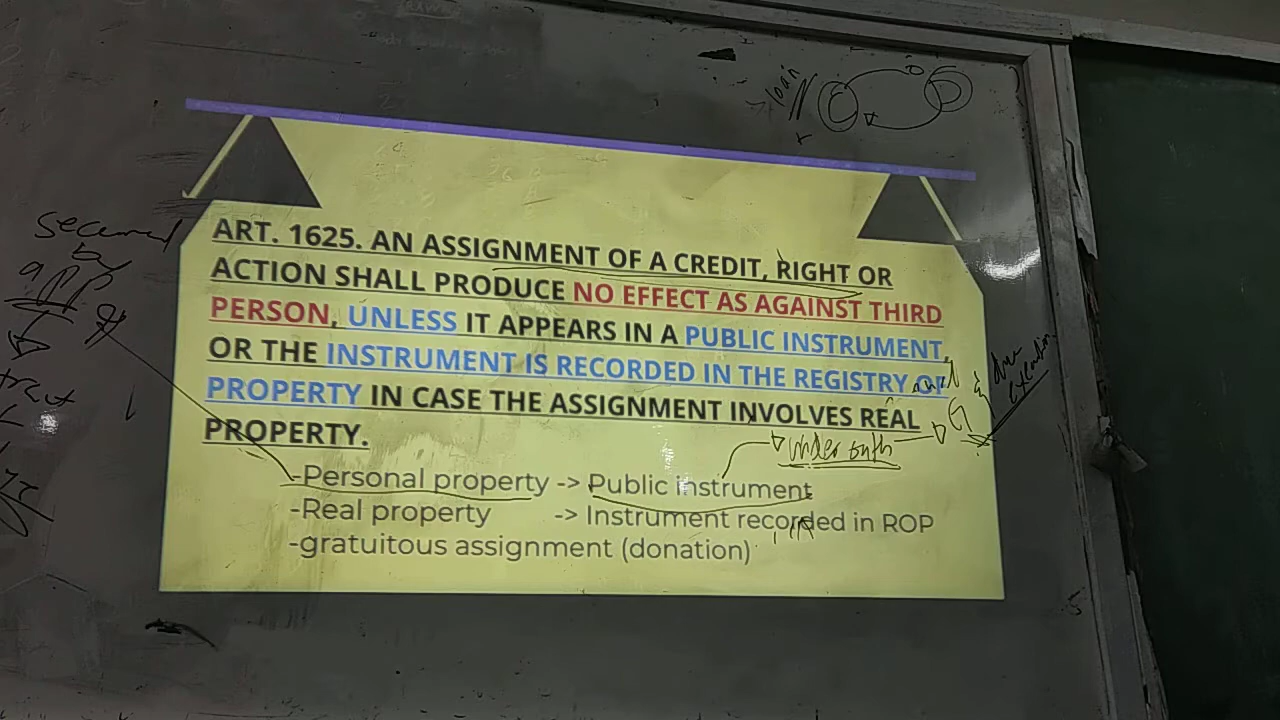 loan
ART. 1625. AN ASSIGNMENT OF A CREDIT, RIGHT OR
ACTION SHALL PRODUCE NO EFFECT AS AGAINST THIRD
PERSON, UNLESS IT APPEARS IN A PUBLIC INSTRUMENT,
OR THE INSTRUMENT IS RECORDED IN THE REGISTRY OF
PROPERTY IN CASE THE ASSIGNMENT INVOLVES REAL
PROPERTY.
-Personal property -> Public instrument
-Real property -> Instrument recorded in ROP
-gratuitous assignment (donation)
secured
by
under oath
due
execution